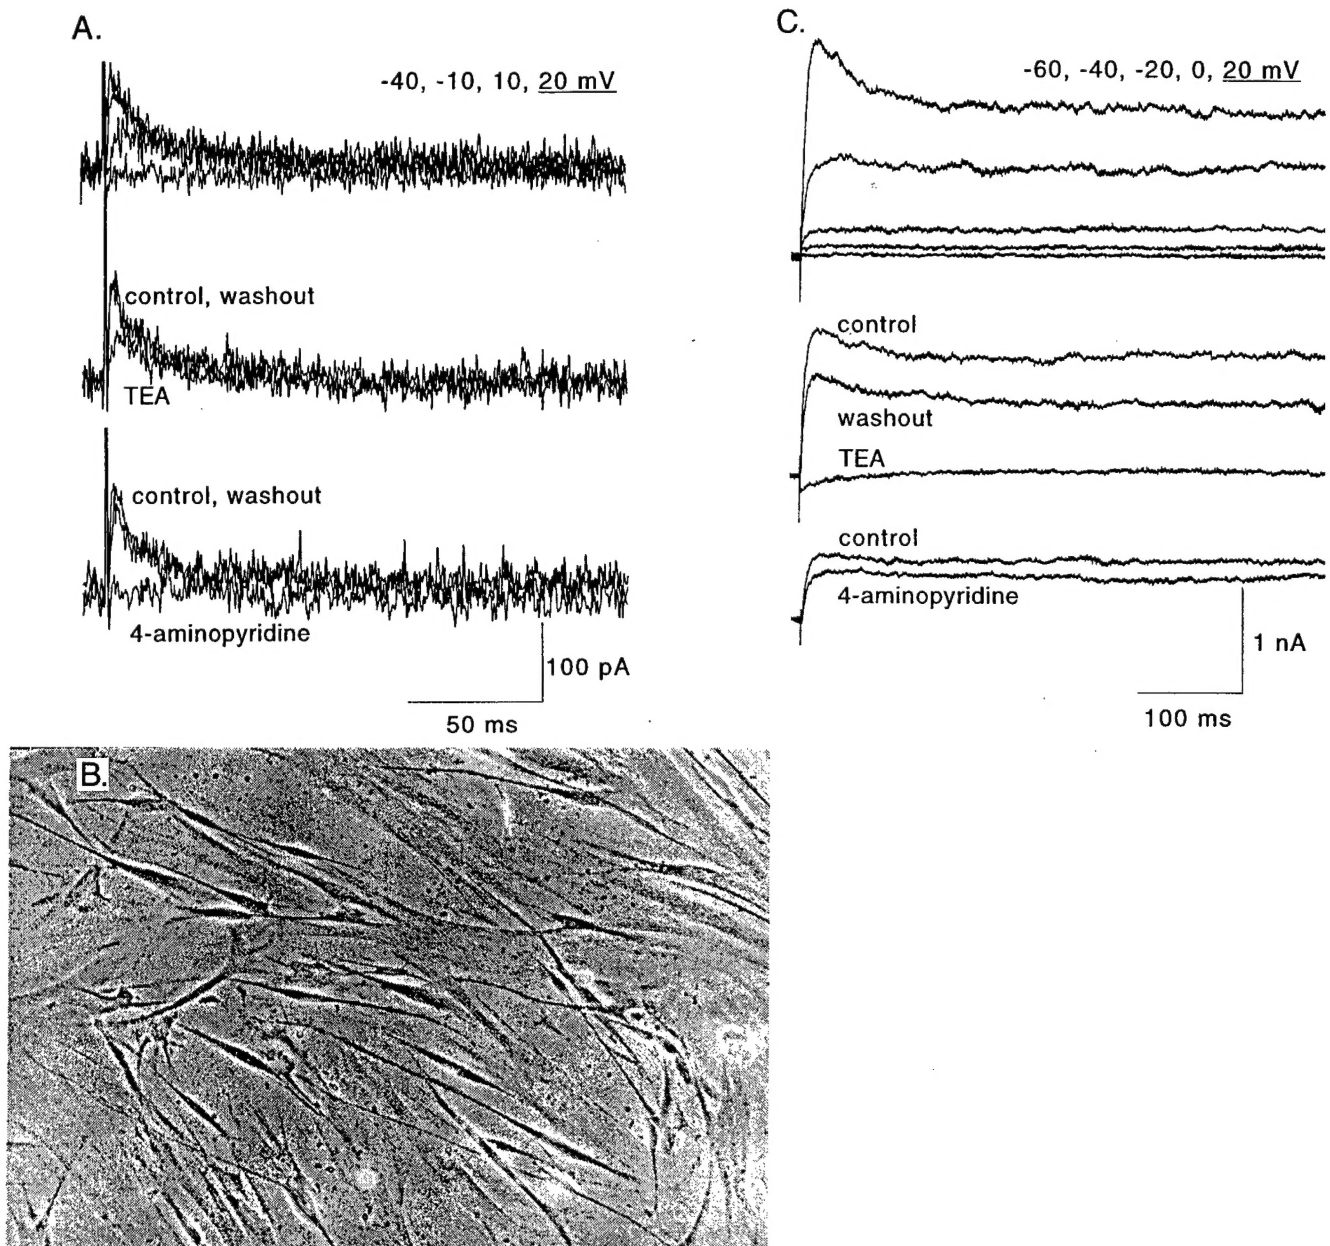 A.
-40, -10, 10, 20 mV
control, washout
TEA
control, washout
4-aminopyridine
100 pA
50 ms
C.
-60, -40, -20, 0, 20 mV
control
washout
TEA
control
4-aminopyridine
1 nA
100 ms
B.